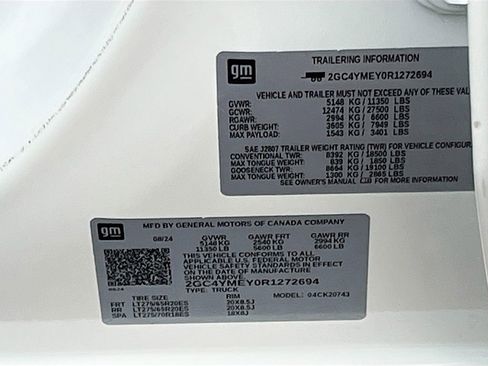 gm
TRAILERING INFORMATION
2GC4YMEY0R1272694
VEHICLE AND TRAILER MUST NOT EXCEED ANY OF THESE VALU
GVWR: 5148 KG / 11350 LBS
GCWR: 12474 KG / 27500 LBS
RGAWR: 2994 KG / 6600 LBS
CURB WEIGHT: 3605 KG / 7949 LBS
MAX PAYLOAD: 1543 KG / 3401 LBS
SAE J2807 TRAILER WEIGHT RATING (TWR) FOR VEHICLE CONFIGUR
CONVENTIONAL TWR: 8392 KG / 18500 LBS
MAX TONGUE WEIGHT: 839 KG / 1850 LBS
GOOSENECK TWR: 8664 KG / 19100 LBS
MAX TONGUE WEIGHT: 1300 KG / 2865 LBS
SEE OWNER'S MANUAL FOR MORE INFORMATION
gm
MFD BY GENERAL MOTORS OF CANADA COMPANY
08/24 GVWR GAWR FRT GAWR RR
5148 KG 2540 KG 2994 KG
11350 LB 5600 LB 6600 LB
THIS VEHICLE CONFORMS TO ALL APPLICABLE
U.S. FEDERAL MOTOR VEHICLE SAFETY
STANDARDS IN EFFECT ON THE DATE OF
MANUFACTURE SHOWN ABOVE.
2GC4YMEY0R1272694
TYPE: TRUCK MODEL: 04CK20743
TIRE SIZE RIM
FRT LT275/65R20ES 20X8.5J
RR LT275/65R20ES 20X8.5J
SPA LT275/70R18ES 18X8J